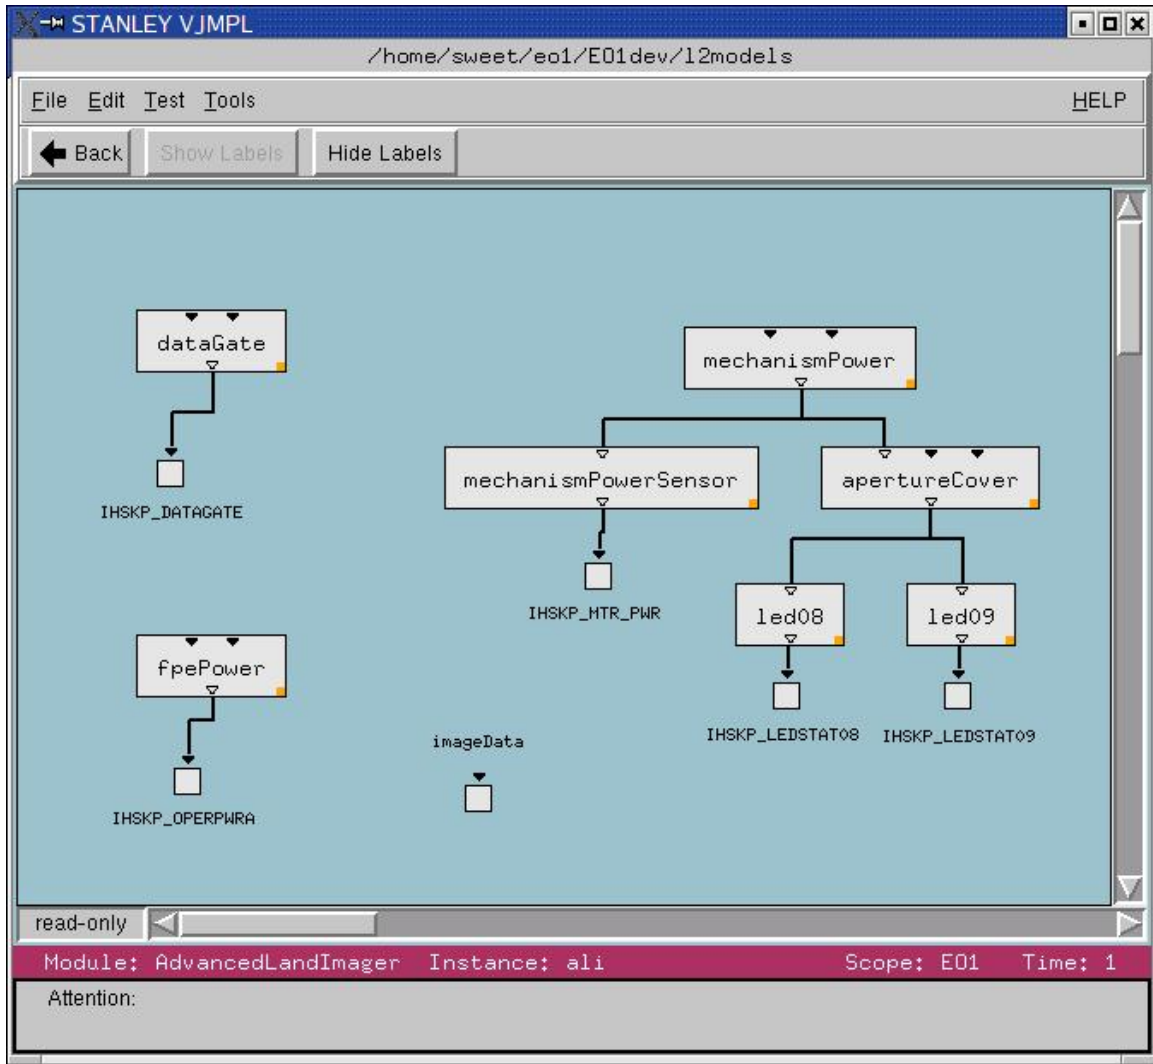 STANLEY VJMPL
/home/sweet/eo1/EO1dev/l2models
File Edit Test Tools HELP
Back Show Labels Hide Labels
dataGate
mechanismPower
mechanismPowerSensor
apertureCover
IHSKP_DATAGATE
IHSKP_MTR_PWR
led08
led09
fpePower
imageData
IHSKP_LEDSTAT08
IHSKP_LEDSTAT09
IHSKP_OPERPWRA
read-only
Module: AdvancedLandImager Instance: ali Scope: EO1 Time: 1
Attention: